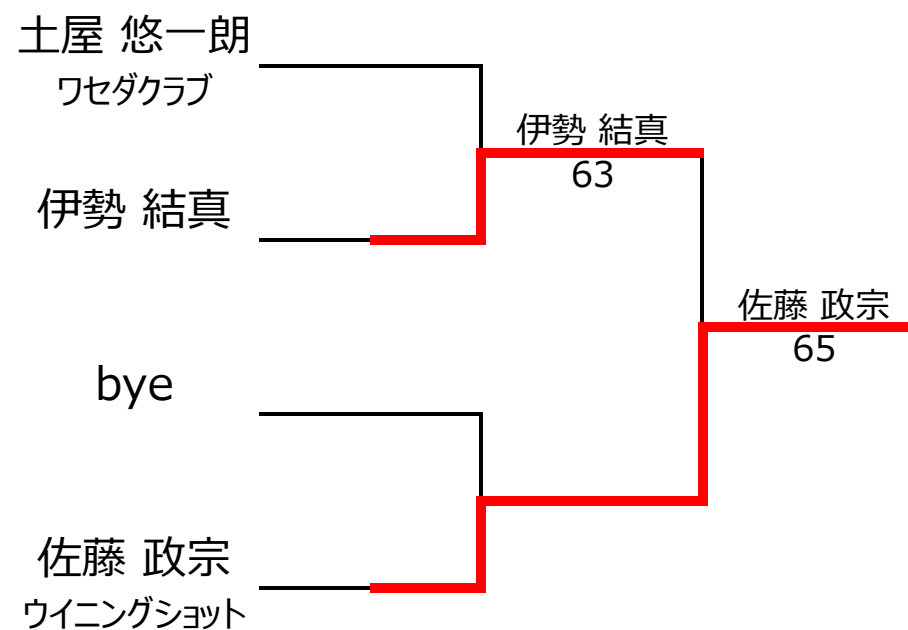 土屋 悠一朗
ワセダクラブ
伊勢 結真
63
伊勢 結真
佐藤 政宗
65
bye
佐藤 政宗
ウイニングショット